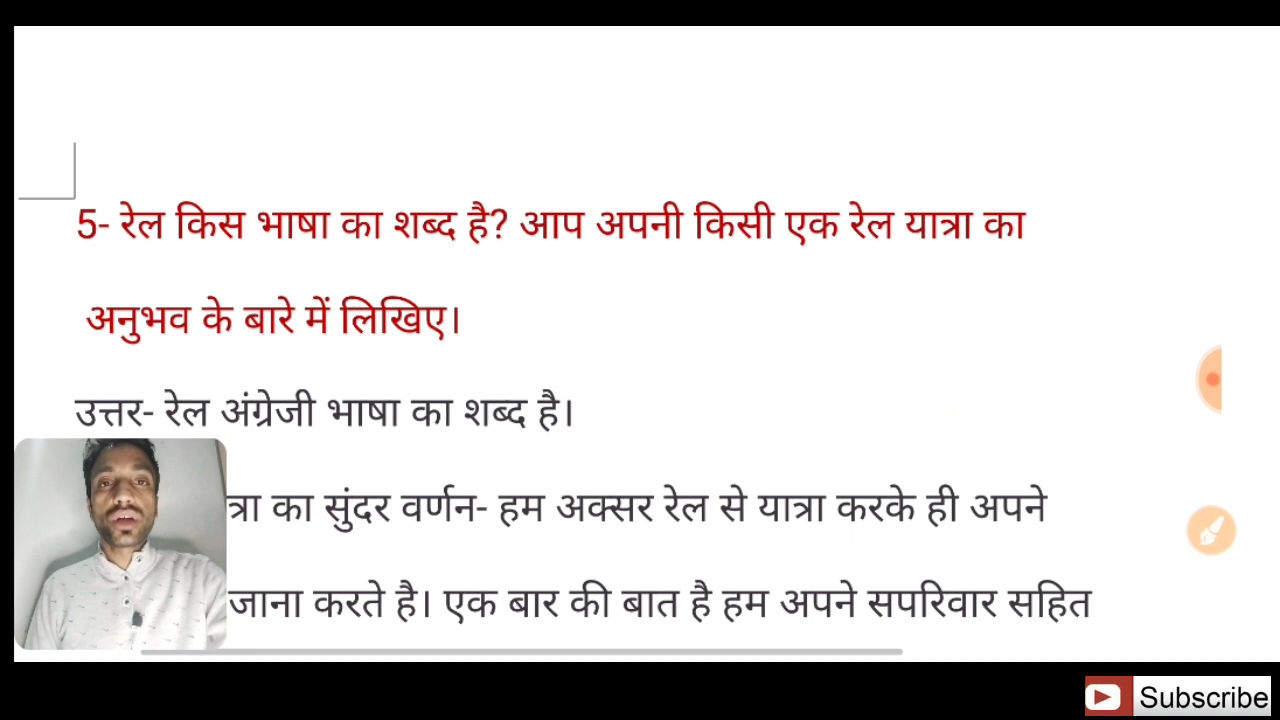 5- रेल किस भाषा का शब्द है? आप अपनी किसी एक रेल यात्रा का
अनुभव के बारे में लिखिए।
उत्तर- रेल अंग्रेजी भाषा का शब्द है।
त्रा का सुंदर वर्णन- हम अक्सर रेल से यात्रा करके ही अपने
जाना करते है। एक बार की बात है हम अपने सपरिवार सहित
Subscribe